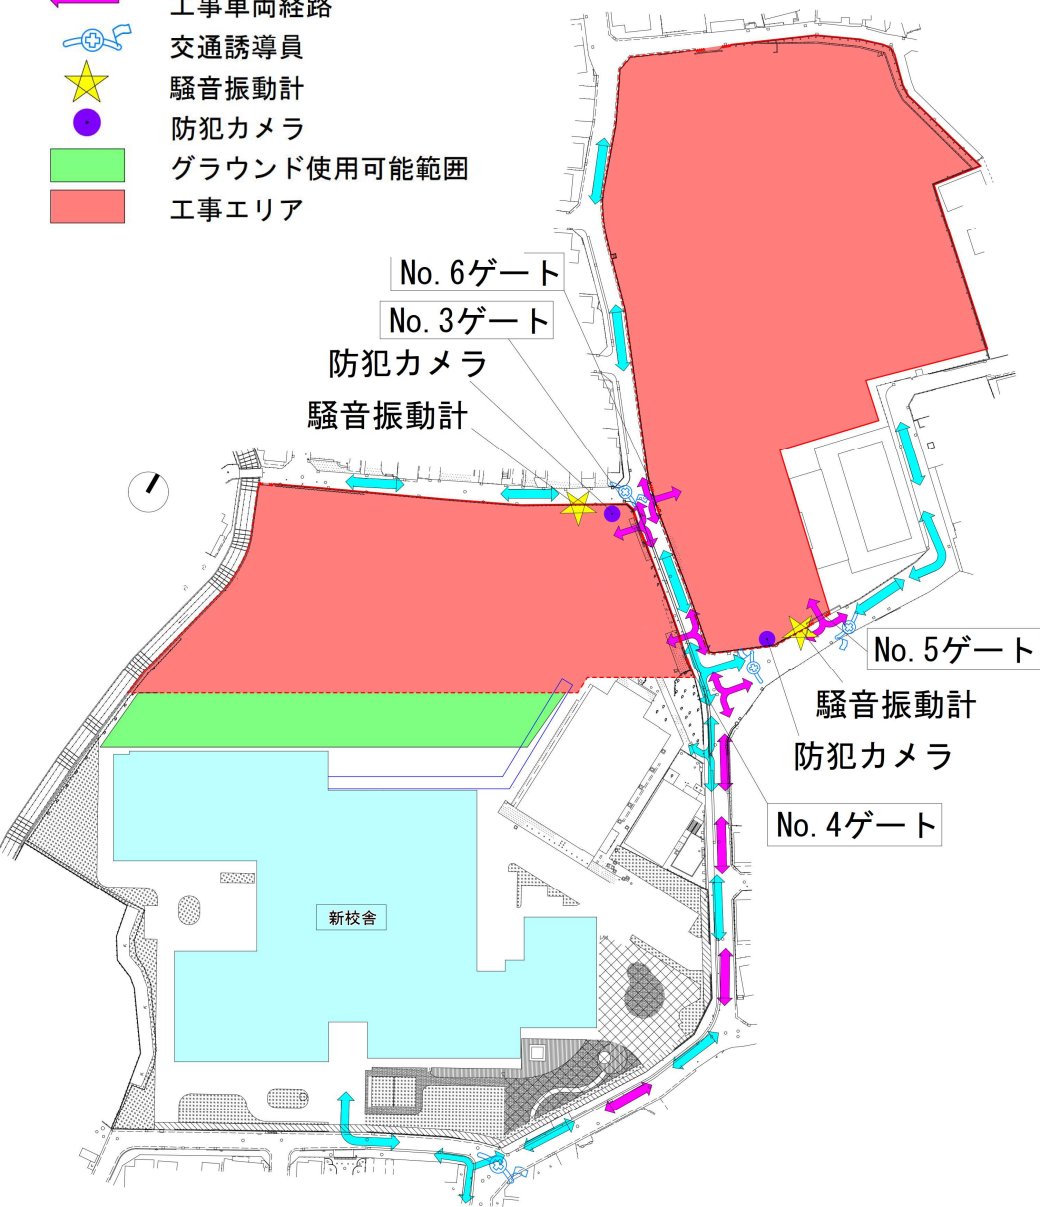 工事車両経路
交通誘導員
騒音振動計
防犯カメラ
グラウンド使用可能範囲
工事エリア
No.6ゲート
No.3ゲート
防犯カメラ
騒音振動計
No.5ゲート
騒音振動計
防犯カメラ
No.4ゲート
新校舎